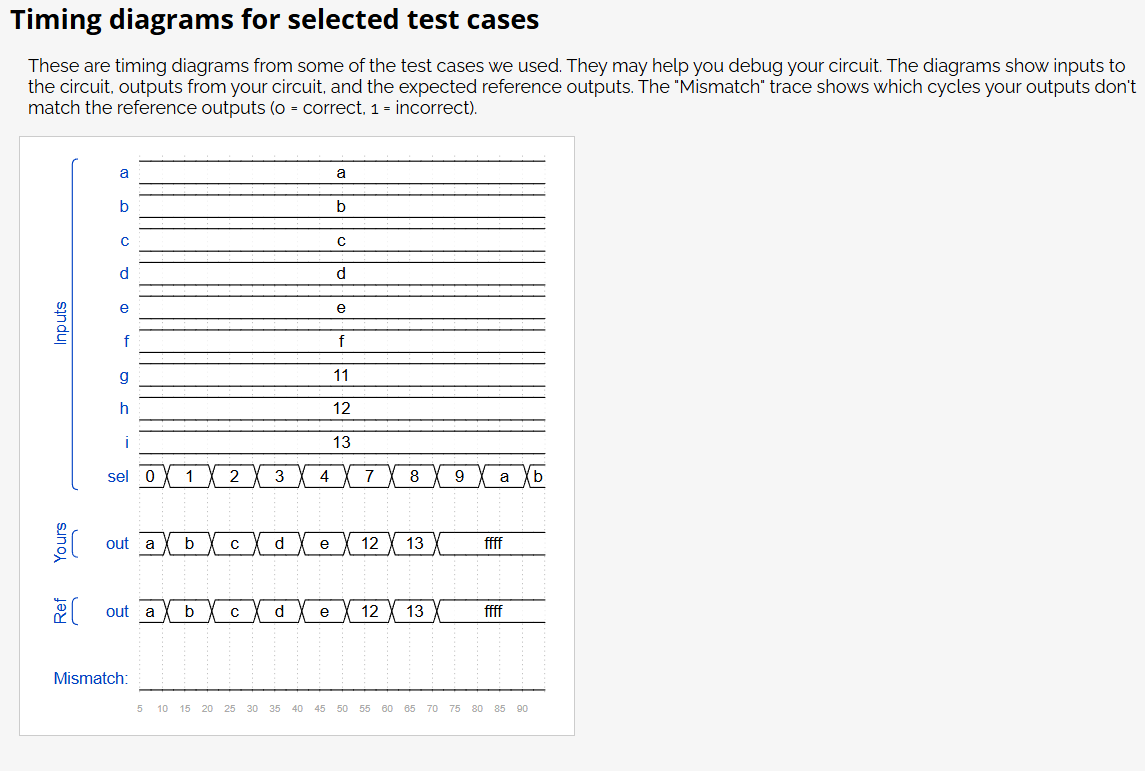 Timing diagrams for selected test cases
These are timing diagrams from some of the test cases we used. They may help you debug your circuit. The diagrams show inputs to
the circuit, outputs from your circuit, and the expected reference outputs. The "Mismatch" trace shows which cycles your outputs don't
match the reference outputs (0 = correct, 1 = incorrect).
Inputs
a a
b b
c c
d d
e e
f f
g 11
h 12
i 13
sel 0 1 2 3 4 7 8 9 a b
Yours
out a b c d e 12 13 ffff
Ref
out a b c d e 12 13 ffff
Mismatch:
5 10 15 20 25 30 35 40 45 50 55 60 65 70 75 80 85 90